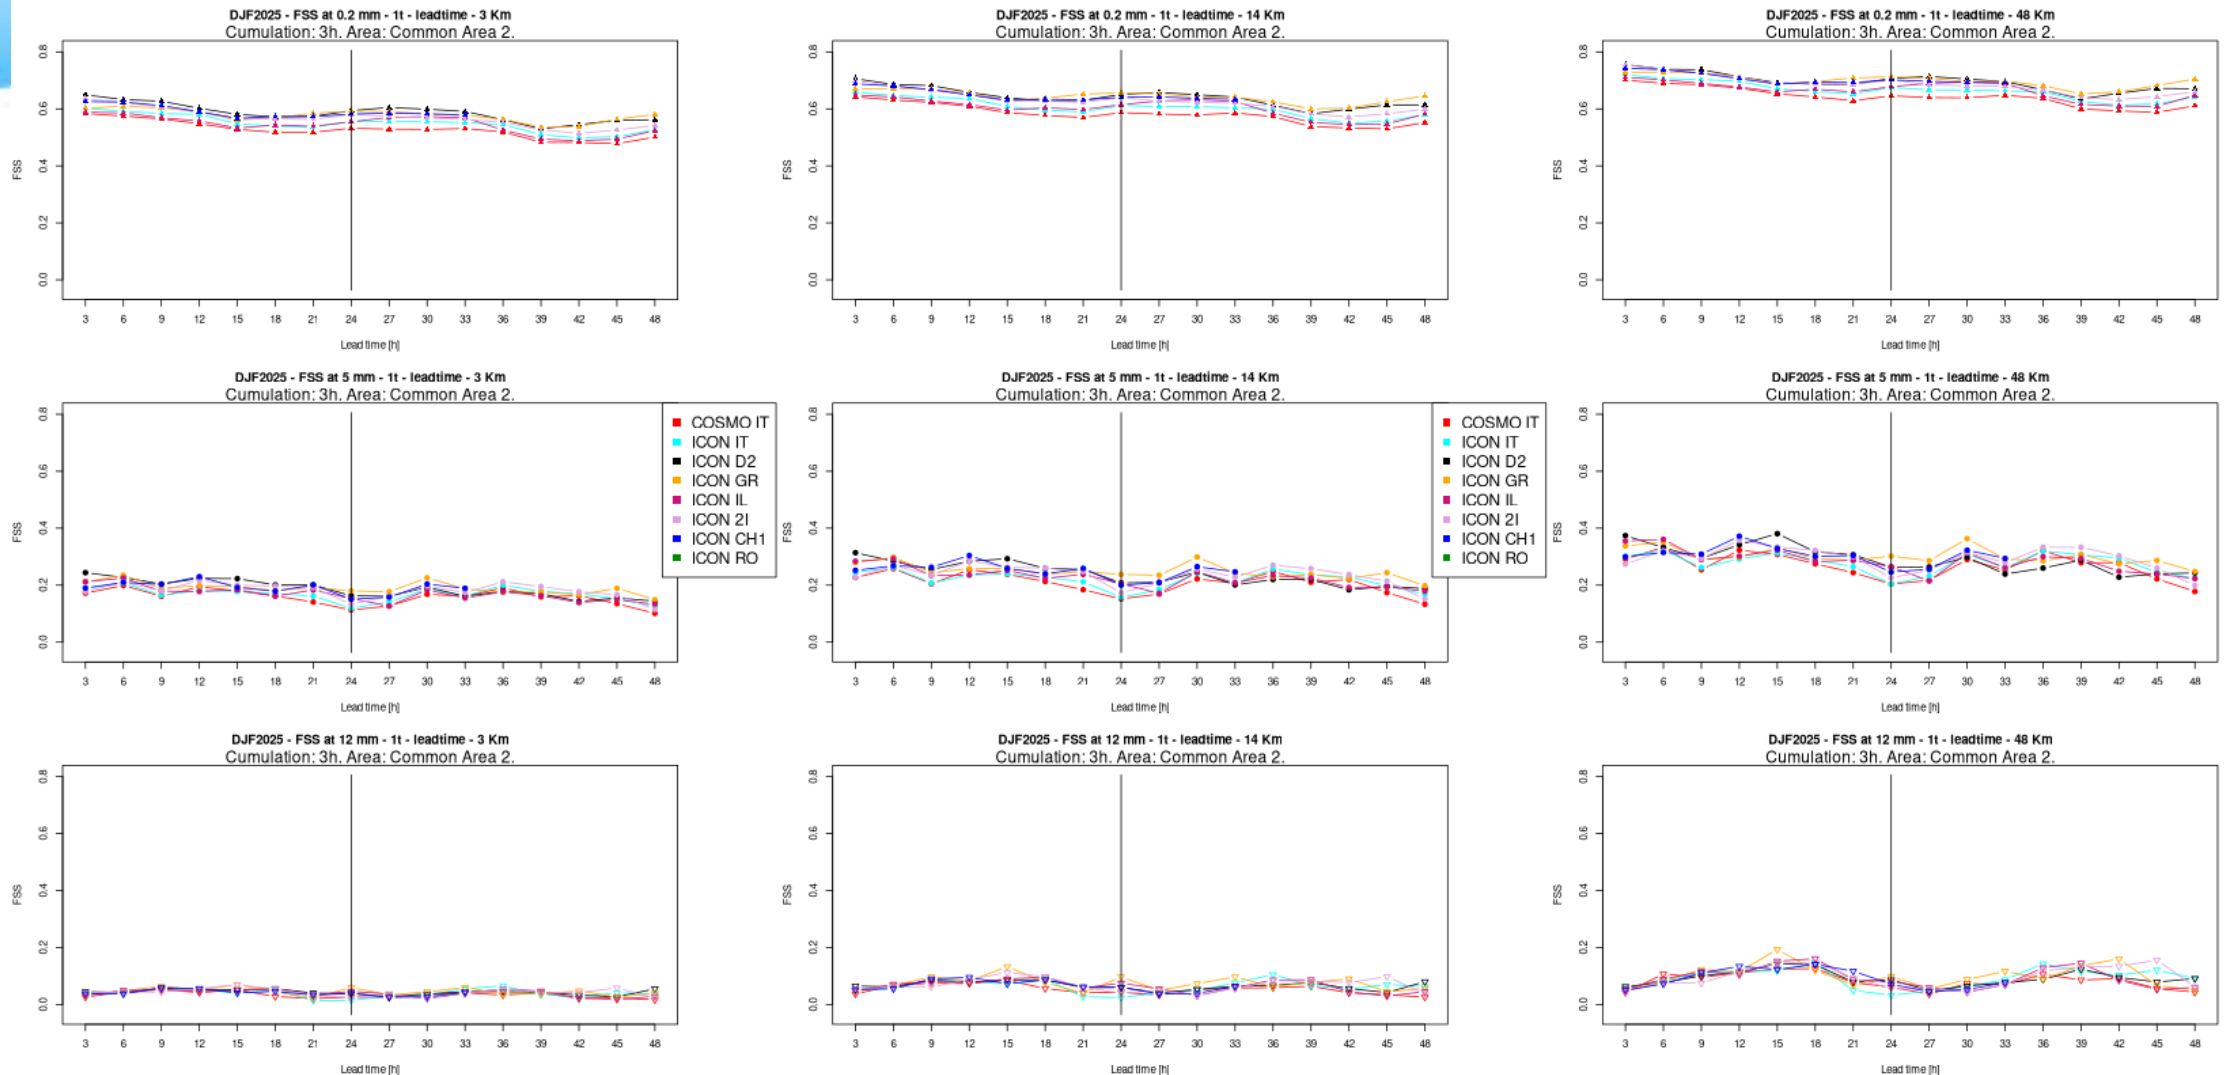 DJF2025 - FSS at 0.2 mm - 1t - leadtime - 3 Km
Cumulation: 3h. Area: Common Area 2.
FSS
0.0 0.2 0.4 0.6 0.8
3 6 9 12 15 18 21 24 27 30 33 36 39 42 45 48
Lead time [h]
DJF2025 - FSS at 0.2 mm - 1t - leadtime - 14 Km
Cumulation: 3h. Area: Common Area 2.
FSS
0.0 0.2 0.4 0.6 0.8
3 6 9 12 15 18 21 24 27 30 33 36 39 42 45 48
Lead time [h]
DJF2025 - FSS at 0.2 mm - 1t - leadtime - 48 Km
Cumulation: 3h. Area: Common Area 2.
FSS
0.0 0.2 0.4 0.6 0.8
3 6 9 12 15 18 21 24 27 30 33 36 39 42 45 48
Lead time [h]
DJF2025 - FSS at 5 mm - 1t - leadtime - 3 Km
Cumulation: 3h. Area: Common Area 2.
FSS
0.0 0.2 0.4 0.6 0.8
3 6 9 12 15 18 21 24 27 30 33 36 39 42 45 48
Lead time [h]
COSMO IT
ICON IT
ICON D2
ICON GR
ICON IL
ICON 2I
ICON CH1
ICON RO
DJF2025 - FSS at 5 mm - 1t - leadtime - 14 Km
Cumulation: 3h. Area: Common Area 2.
FSS
0.0 0.2 0.4 0.6 0.8
3 6 9 12 15 18 21 24 27 30 33 36 39 42 45 48
Lead time [h]
COSMO IT
ICON IT
ICON D2
ICON GR
ICON IL
ICON 2I
ICON CH1
ICON RO
DJF2025 - FSS at 5 mm - 1t - leadtime - 48 Km
Cumulation: 3h. Area: Common Area 2.
FSS
0.0 0.2 0.4 0.6 0.8
3 6 9 12 15 18 21 24 27 30 33 36 39 42 45 48
Lead time [h]
DJF2025 - FSS at 12 mm - 1t - leadtime - 3 Km
Cumulation: 3h. Area: Common Area 2.
FSS
0.0 0.2 0.4 0.6 0.8
3 6 9 12 15 18 21 24 27 30 33 36 39 42 45 48
Lead time [h]
DJF2025 - FSS at 12 mm - 1t - leadtime - 14 Km
Cumulation: 3h. Area: Common Area 2.
FSS
0.0 0.2 0.4 0.6 0.8
3 6 9 12 15 18 21 24 27 30 33 36 39 42 45 48
Lead time [h]
DJF2025 - FSS at 12 mm - 1t - leadtime - 48 Km
Cumulation: 3h. Area: Common Area 2.
FSS
0.0 0.2 0.4 0.6 0.8
3 6 9 12 15 18 21 24 27 30 33 36 39 42 45 48
Lead time [h]